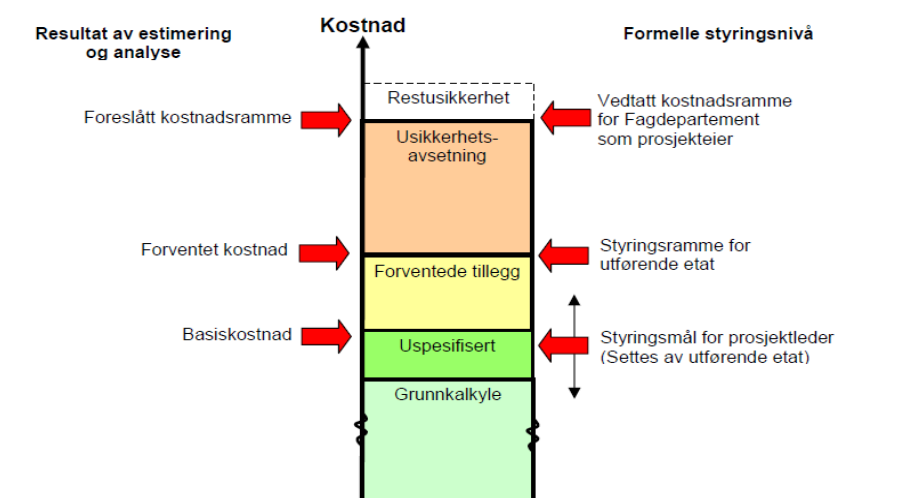 Resultat av estimering
og analyse
Kostnad
Formelle styringsnivå
Restusikkerhet
Foreslått kostnadsramme
Vedtatt kostnadsramme
for Fagdepartement
som prosjekteier
Usikkerhets-
avsetning
Forventet kostnad
Styringsramme for
utførende etat
Forventede tillegg
Basiskostnad
Uspesifisert
Styringsmål for prosjektleder
(Settes av utførende etat)
Grunnkalkyle